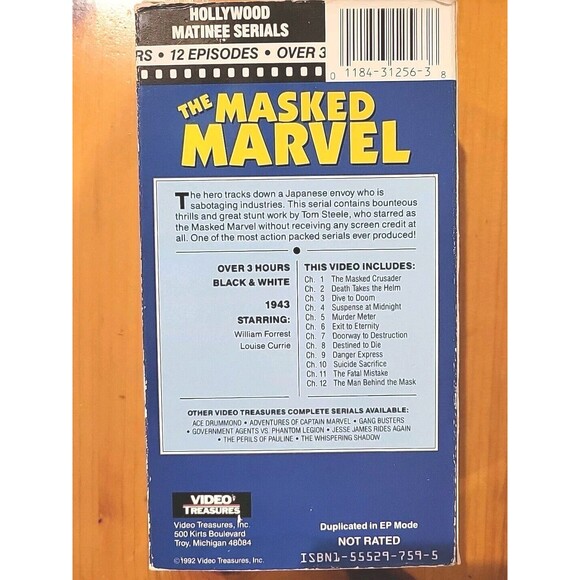 HOLLYWOOD
MATINEE SERIALS
RS • 12 EPISODES • OVER 3
0 1184-31256-3 8
THE MASKED
MARVEL
The hero tracks down a Japanese envoy who is
sabotaging industries. This serial contains bounteous
thrills and great stunt work by Tom Steele, who starred as
the Masked Marvel without receiving any screen credit at
all. One of the most action packed serials ever produced!
OVER 3 HOURS
BLACK & WHITE
1943
STARRING:
William Forrest
Louise Currie
THIS VIDEO INCLUDES:
Ch. 1 The Masked Crusader
Ch. 2 Death Takes the Helm
Ch. 3 Dive to Doom
Ch. 4 Suspense at Midnight
Ch. 5 Murder Meter
Ch. 6 Exit to Eternity
Ch. 7 Doorway to Destruction
Ch. 8 Destined to Die
Ch. 9 Danger Express
Ch. 10 Suicide Sacrifice
Ch. 11 The Fatal Mistake
Ch. 12 The Man Behind the Mask
OTHER VIDEO TREASURES COMPLETE SERIALS AVAILABLE:
ACE DRUMMOND • ADVENTURES OF CAPTAIN MARVEL • GANG BUSTERS
• GOVERNMENT AGENTS VS. PHANTOM LEGION • JESSE JAMES RIDES AGAIN
• THE PERILS OF PAULINE • THE WHISPERING SHADOW
VIDEO
TREASURES
Video Treasures, Inc.
500 Kirts Boulevard
Troy, Michigan 48084
©1992 Video Treasures, Inc.
Duplicated in EP Mode
NOT RATED
ISBN1-55529-759-5